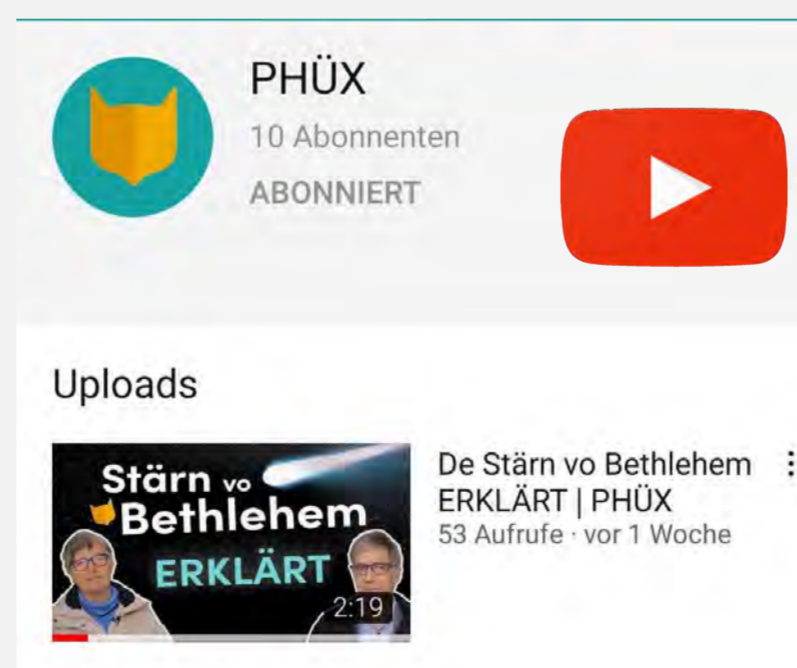 PHÜX
10 Abonnenten
ABONNIERT
Uploads
Stärn vo
Bethlehem
ERKLÄRT
2:19
De Stärn vo Bethlehem
ERKLÄRT | PHÜX
53 Aufrufe · vor 1 Woche